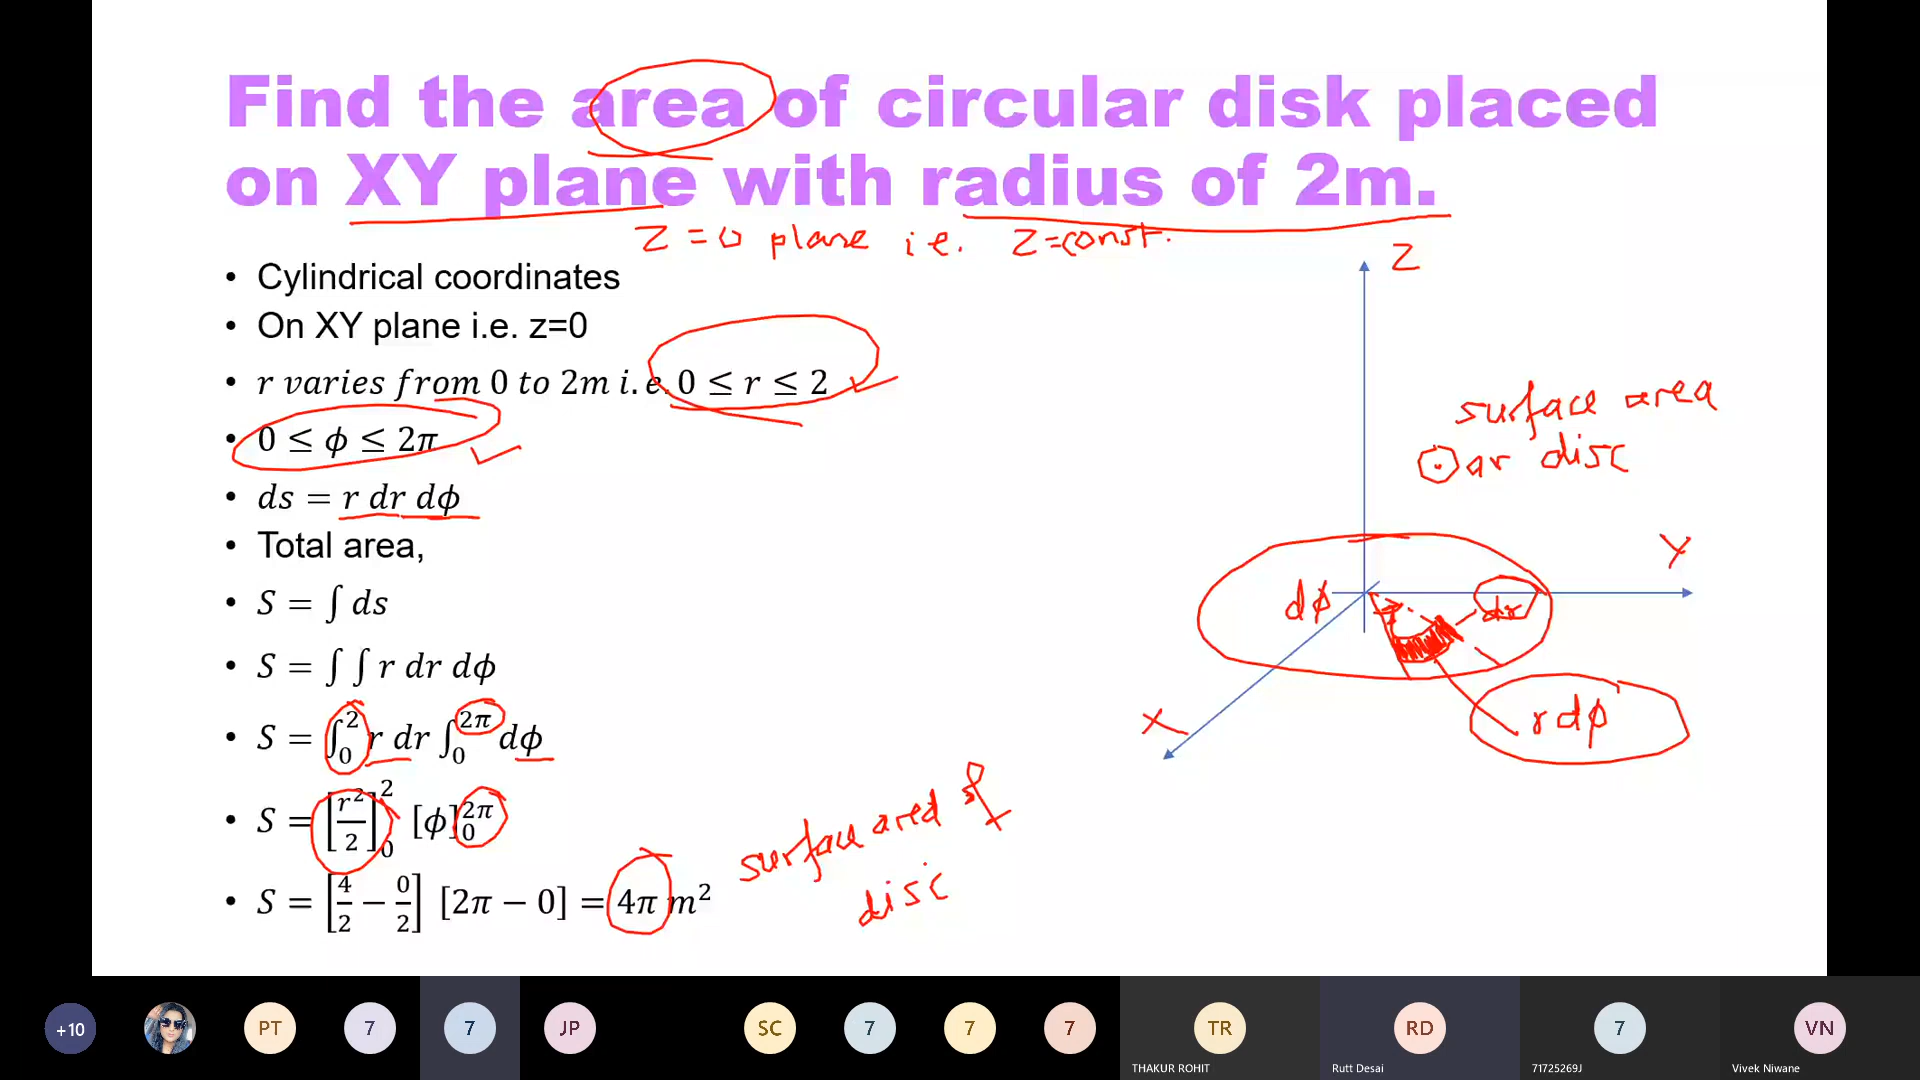 Find the area of circular disk placed
on XY plane with radius of 2m.
Z = 0 plane i.e. Z=const.
• Cylindrical coordinates
• On XY plane i.e. z=0
• r varies from 0 to 2m i.e. 0 ≤ r ≤ 2
• 0 ≤ ϕ ≤ 2π
• ds = r dr dϕ
• Total area,
• S = ∫ ds
• S = ∫ ∫ r dr dϕ
• S = ∫₀² r dr ∫₀^{2π} dϕ
• S = [r²/2]₀² [ϕ]₀^{2π}
• S = [4/2 − 0/2] [2π − 0] = 4π m²
surface area of
disc
Z
surface area
⊙ar disc
Y
dϕ
dr
X
r dϕ
+10
PT
7
7
JP
SC
7
7
7
TR
RD
7
VN
THAKUR ROHIT
Rutt Desai
71725269J
Vivek Niwane